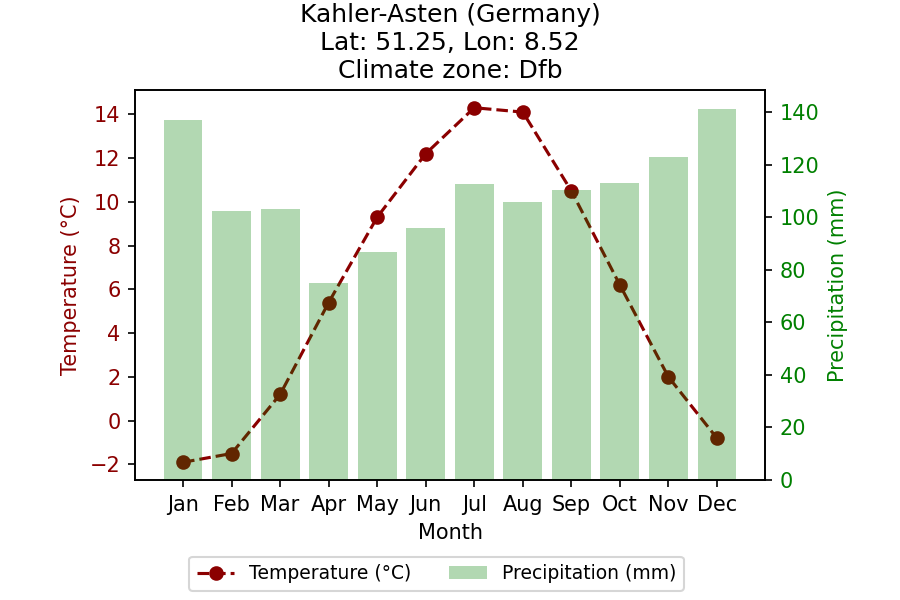 Kahler-Asten (Germany)
Lat: 51.25, Lon: 8.52
Climate zone: Dfb
Temperature (°C)
14
12
10
8
6
4
2
0
−2
Precipitation (mm)
140
120
100
80
60
40
20
0
Jan Feb Mar Apr May Jun Jul Aug Sep Oct Nov Dec
Month
Temperature (°C) Precipitation (mm)